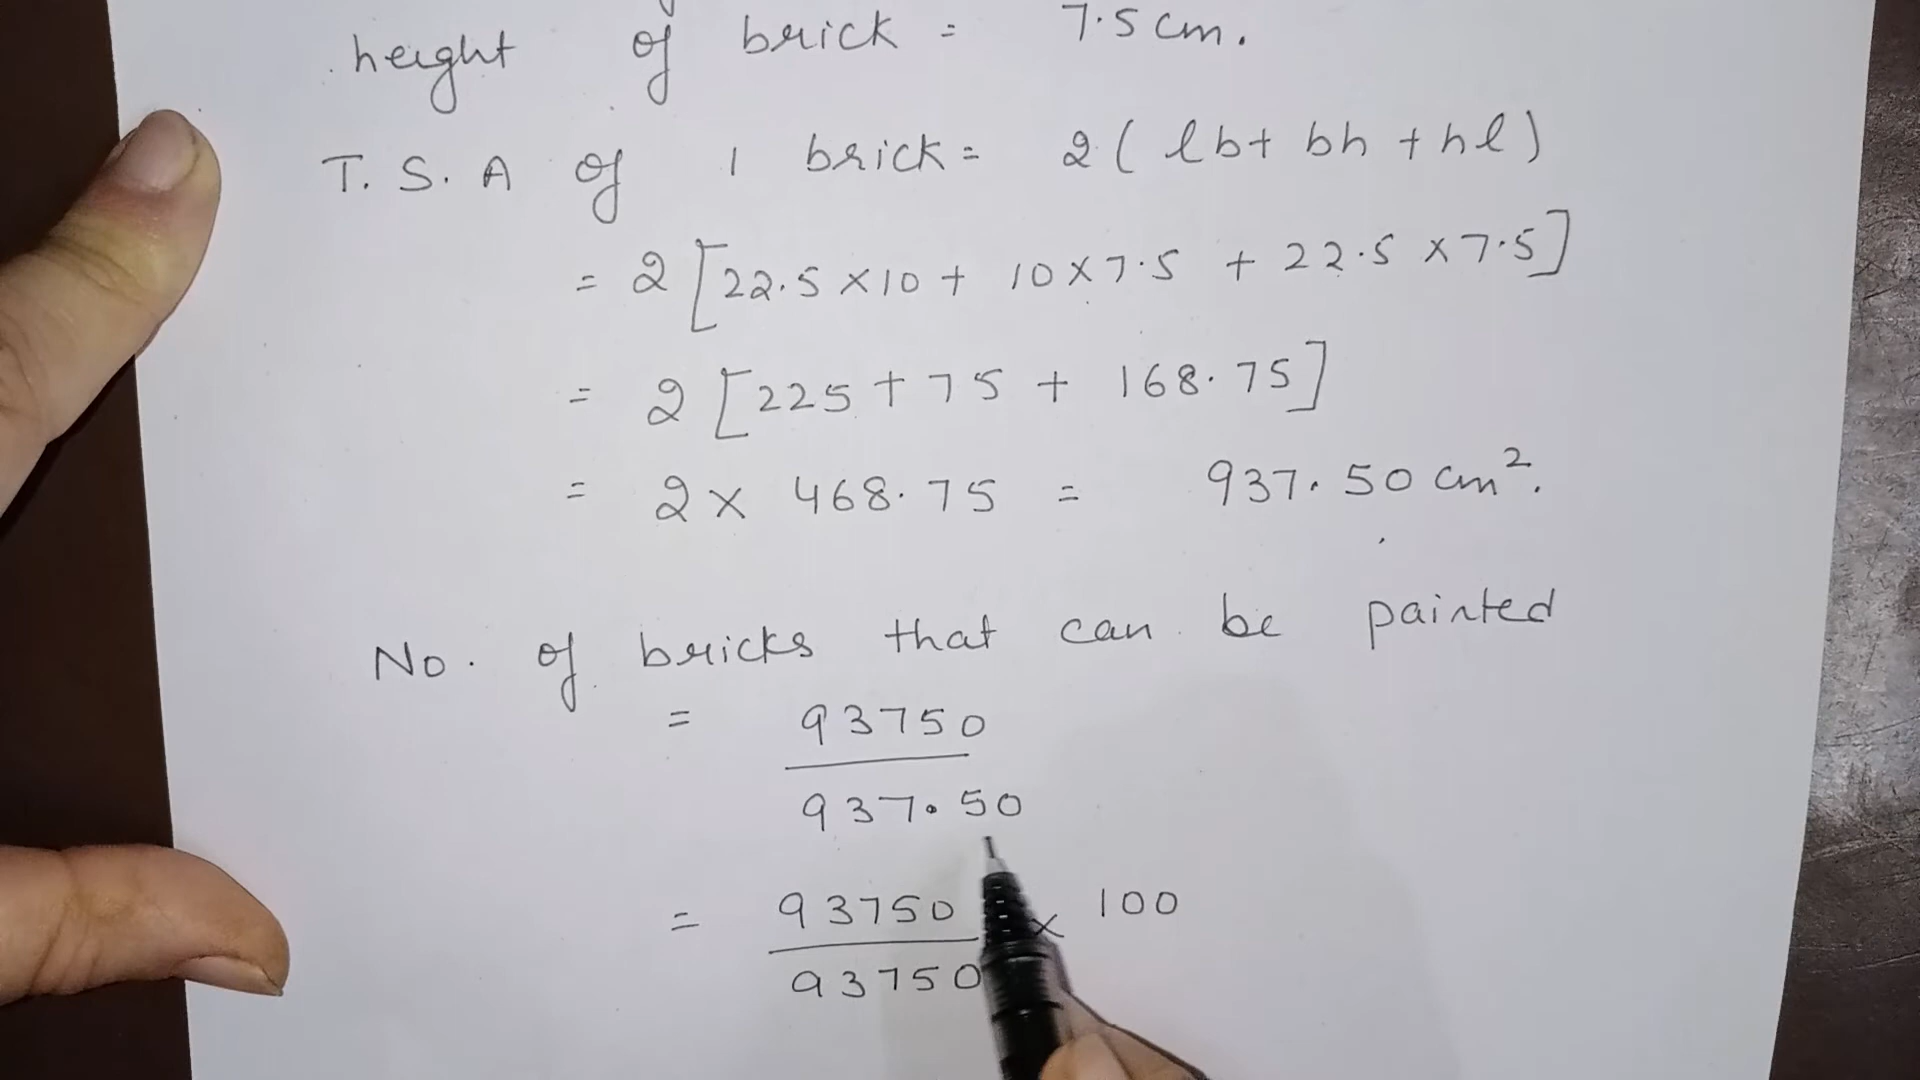 height of brick = 7.5 cm.
T. S. A of 1 brick = 2 ( lb + bh + hl )
= 2 [ 22.5 × 10 + 10 × 7.5 + 22.5 × 7.5 ]
= 2 [ 225 + 75 + 168.75 ]
= 2 × 468.75 = 937.50 cm².
No. of bricks that can be painted
= 93750
937.50
= 93750 × 100
93750